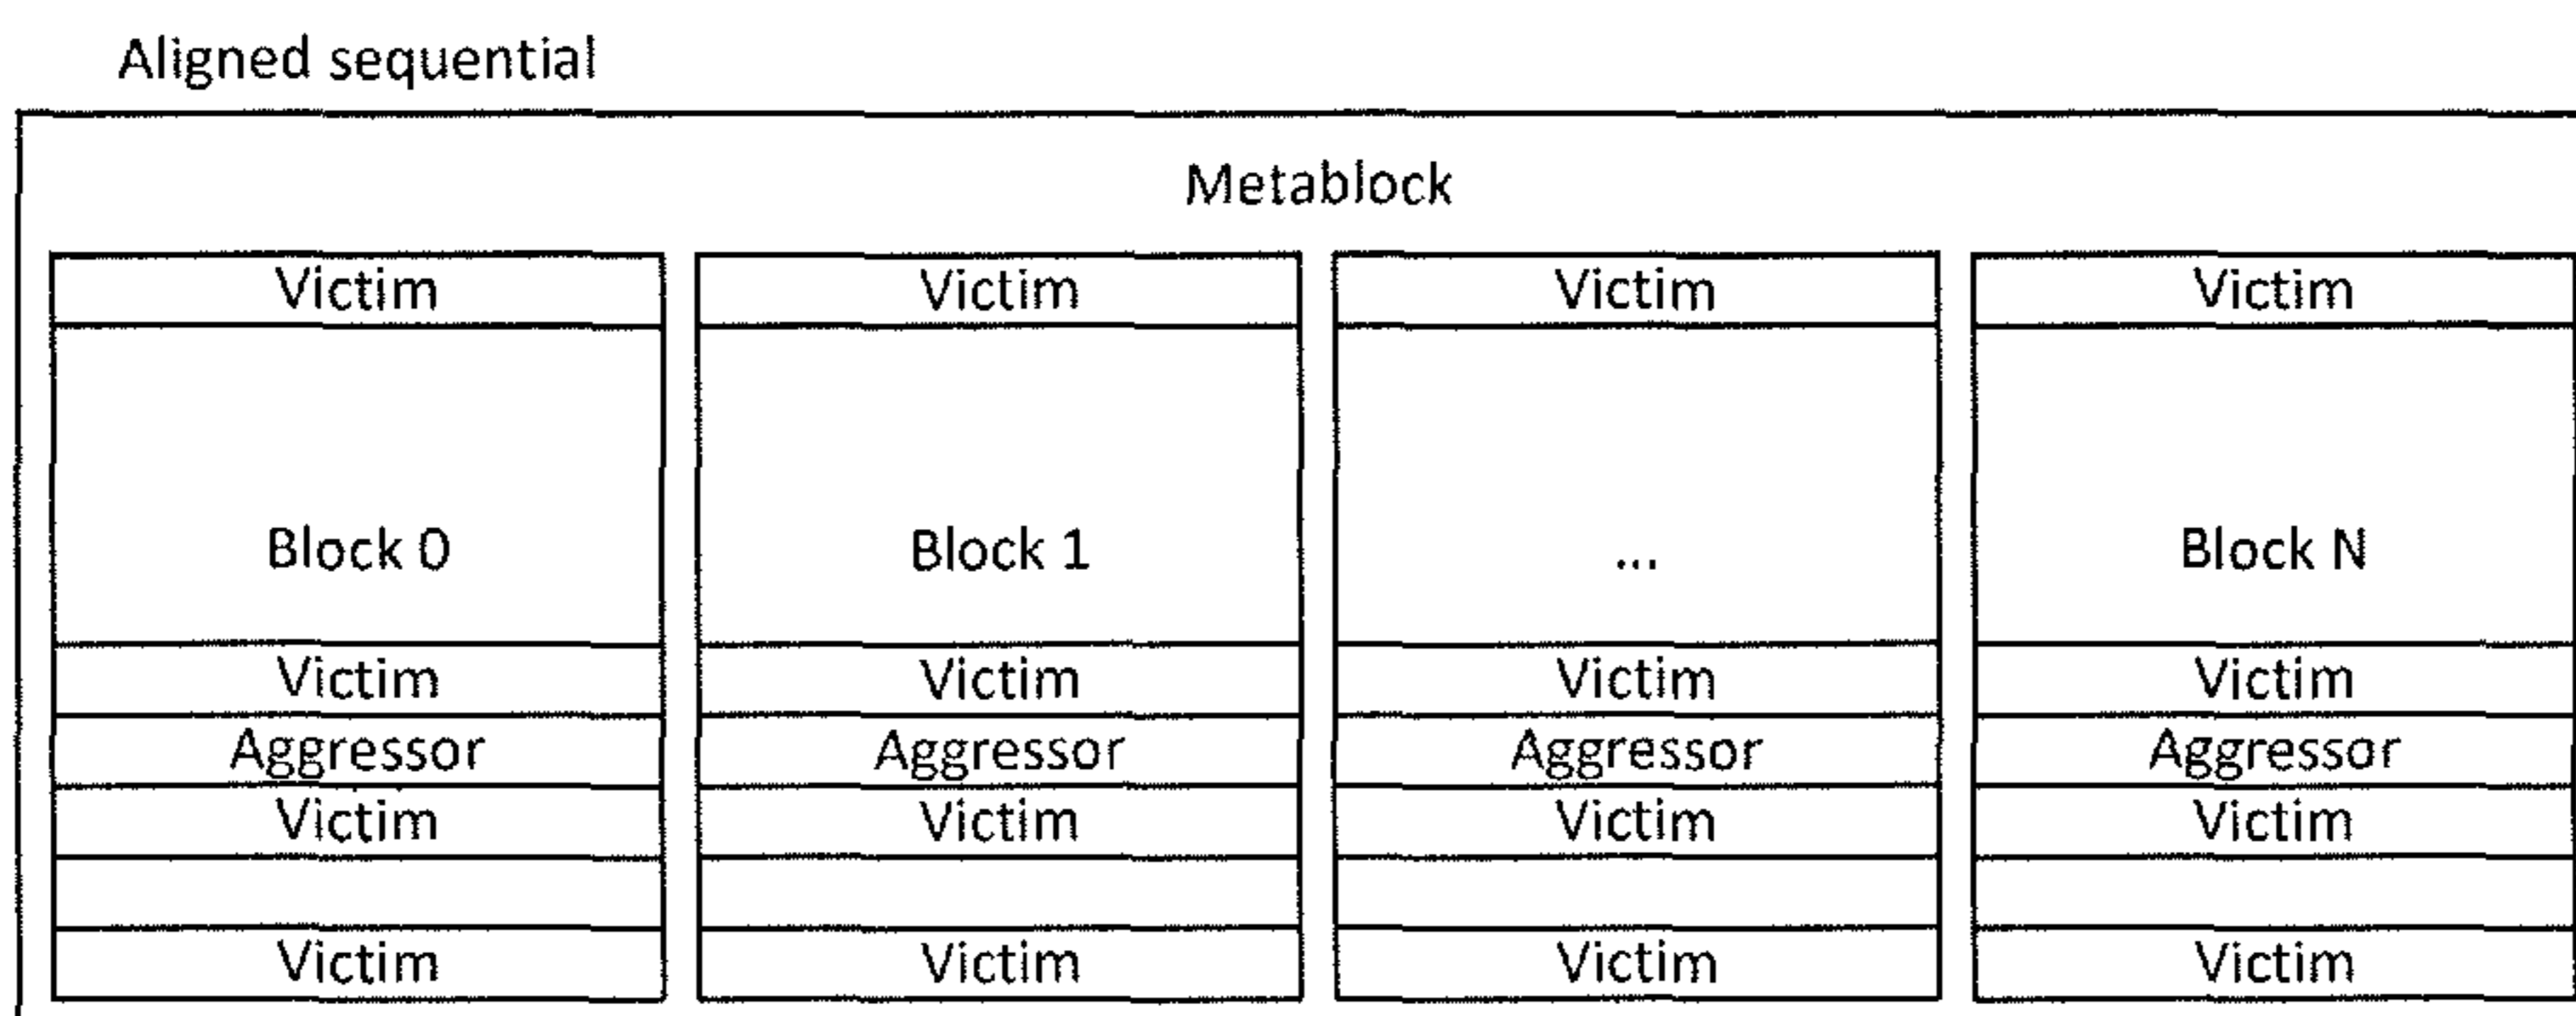 Aligned sequential
Metablock
Victim Victim Victim Victim
Block 0 Block 1 ... Block N
Victim Victim Victim Victim
Aggressor Aggressor Aggressor Aggressor
Victim Victim Victim Victim
Victim Victim Victim Victim